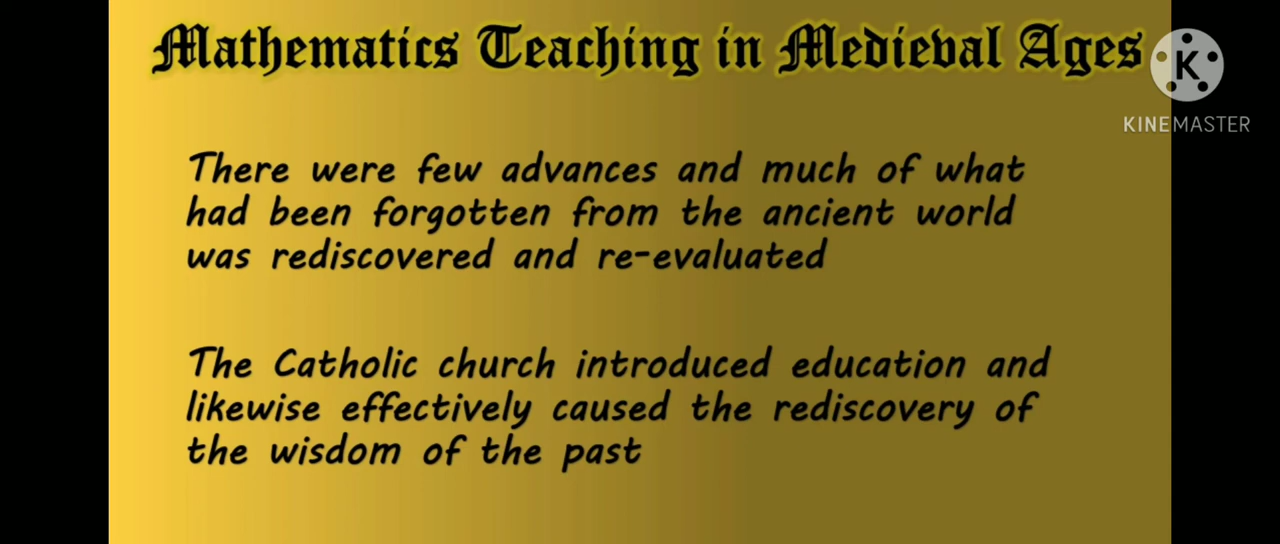 Mathematics Teaching in Medieval Ages
K
KINEMASTER
There were few advances and much of what
had been forgotten from the ancient world
was rediscovered and re-evaluated
The Catholic church introduced education and
likewise effectively caused the rediscovery of
the wisdom of the past